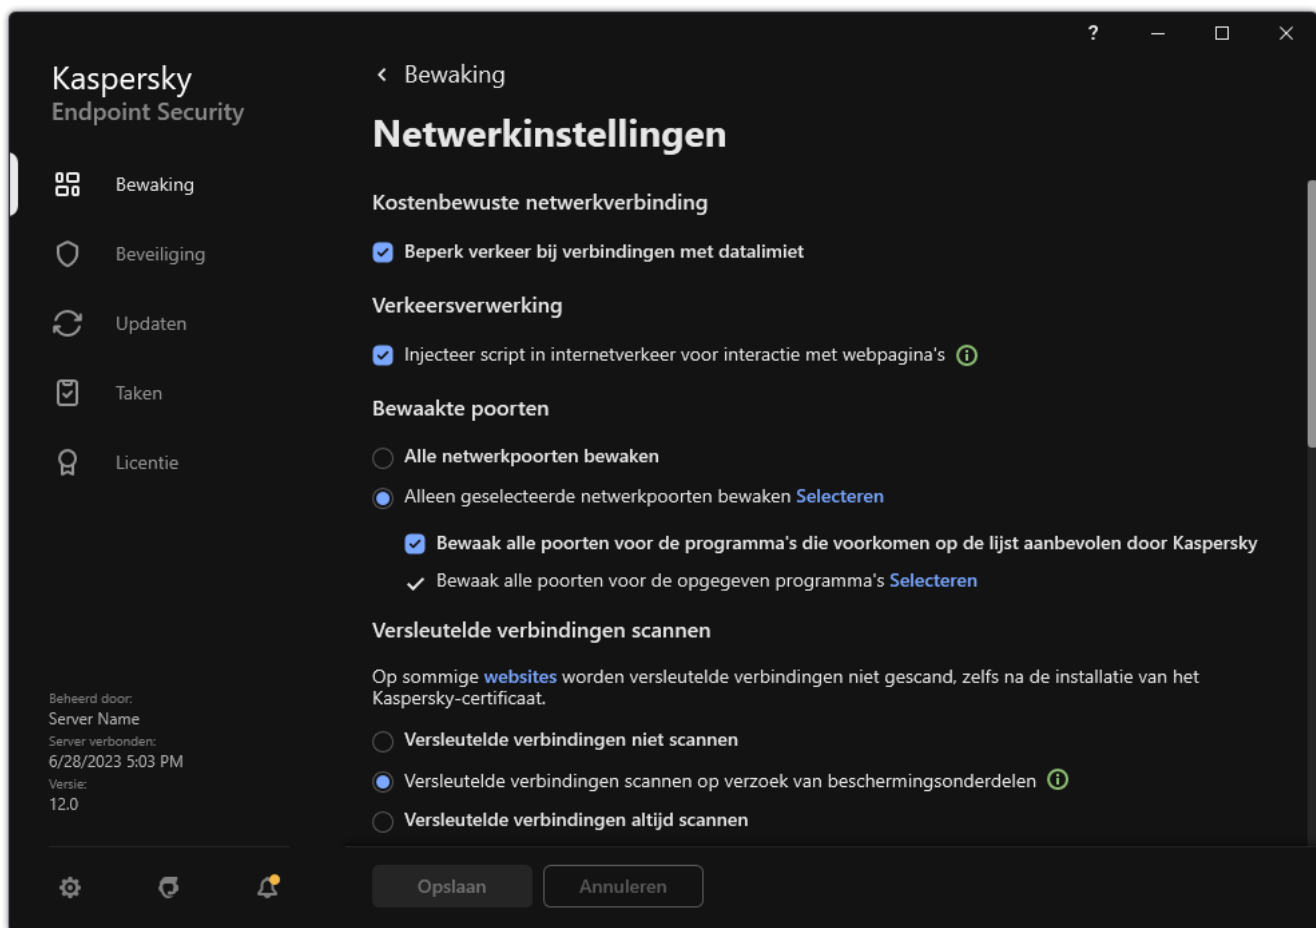 ?
Kaspersky
Endpoint Security
Bewaking
Beveiliging
Updaten
Taken
Licentie
Beheerd door:
Server Name
Server verbonden:
6/28/2023 5:03 PM
Versie:
12.0
Bewaking
Netwerkinstellingen
Kostenbewuste netwerkverbinding
Beperk verkeer bij verbindingen met datalimiet
Verkeersverwerking
Injecteer script in internetverkeer voor interactie met webpagina's
Bewaakte poorten
Alle netwerkpoorten bewaken
Alleen geselecteerde netwerkpoorten bewaken Selecteren
Bewaak alle poorten voor de programma's die voorkomen op de lijst aanbevolen door Kaspersky
Bewaak alle poorten voor de opgegeven programma's Selecteren
Versleutelde verbindingen scannen
Op sommige websites worden versleutelde verbindingen niet gescand, zelfs na de installatie van het
Kaspersky-certificaat.
Versleutelde verbindingen niet scannen
Versleutelde verbindingen scannen op verzoek van beschermingsonderdelen
Versleutelde verbindingen altijd scannen
Opslaan
Annuleren